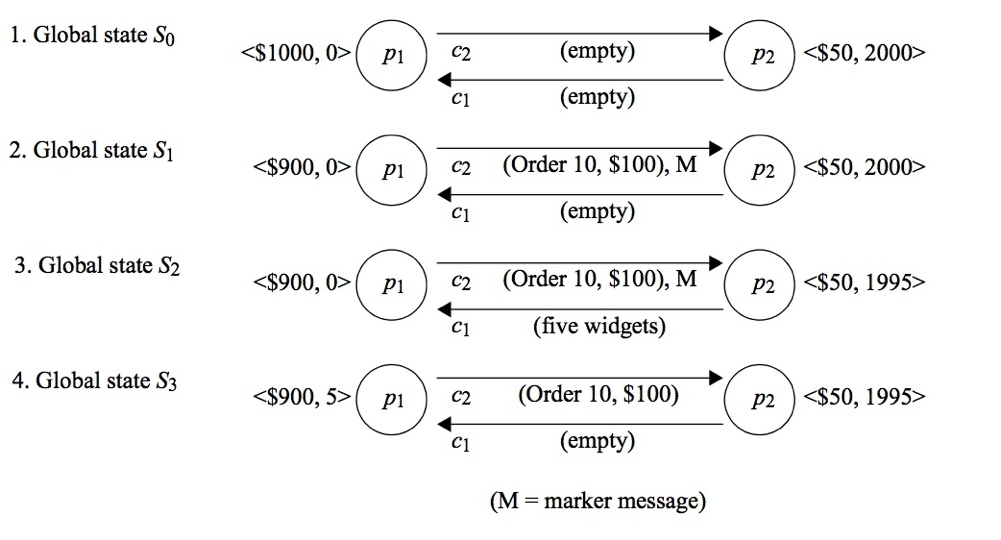 1. Global state S0
<$1000, 0> p1 c2 (empty) p2 <$50, 2000>
c1 (empty)
2. Global state S1
<$900, 0> p1 c2 (Order 10, $100), M p2 <$50, 2000>
c1 (empty)
3. Global state S2
<$900, 0> p1 c2 (Order 10, $100), M p2 <$50, 1995>
c1 (five widgets)
4. Global state S3
<$900, 5> p1 c2 (Order 10, $100) p2 <$50, 1995>
c1 (empty)
(M = marker message)